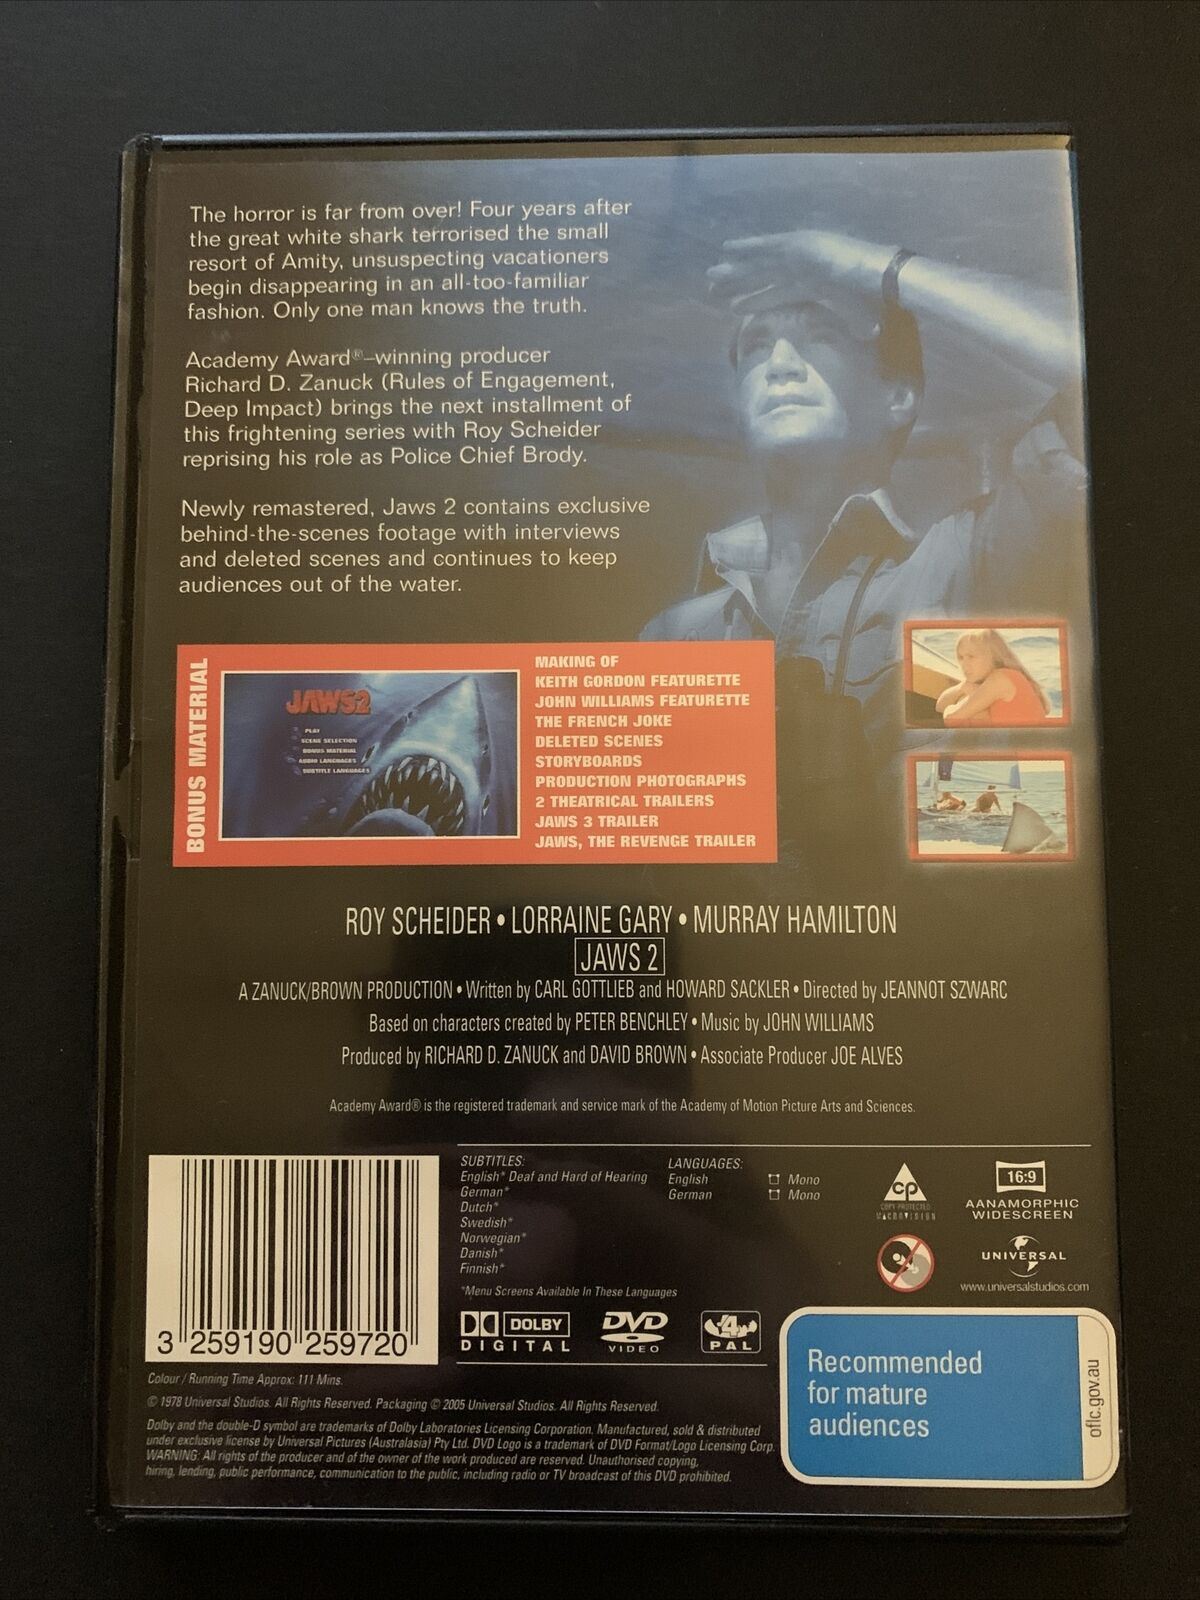 The horror is far from over! Four years after
the great white shark terrorised the small
resort of Amity, unsuspecting vacationers
begin disappearing in an all-too-familiar
fashion. Only one man knows the truth.
Academy Award®–winning producer
Richard D. Zanuck (Rules of Engagement,
Deep Impact) brings the next installment of
this frightening series with Roy Scheider
reprising his role as Police Chief Brody.
Newly remastered, Jaws 2 contains exclusive
behind-the-scenes footage with interviews
and deleted scenes and continues to keep
audiences out of the water.
BONUS MATERIAL
JAWS2
PLAY
SCENE SELECTION
BONUS MATERIAL
AUDIO LANGUAGES
SUBTITLE LANGUAGES
MAKING OF
KEITH GORDON FEATURETTE
JOHN WILLIAMS FEATURETTE
THE FRENCH JOKE
DELETED SCENES
STORYBOARDS
PRODUCTION PHOTOGRAPHS
2 THEATRICAL TRAILERS
JAWS 3 TRAILER
JAWS, THE REVENGE TRAILER
ROY SCHEIDER • LORRAINE GARY • MURRAY HAMILTON
JAWS 2
A ZANUCK/BROWN PRODUCTION • Written by CARL GOTTLIEB and HOWARD SACKLER • Directed by JEANNOT SZWARC
Based on characters created by PETER BENCHLEY • Music by JOHN WILLIAMS
Produced by RICHARD D. ZANUCK and DAVID BROWN • Associate Producer JOE ALVES
Academy Award® is the registered trademark and service mark of the Academy of Motion Picture Arts and Sciences.
3 259190 259720
SUBTITLES:
English* Deaf and Hard of Hearing
German*
Dutch*
Swedish*
Norwegian*
Danish*
Finnish*
*Menu Screens Available In These Languages
LANGUAGES:
English Mono
German Mono
CP
COPY PROTECTED
MACROVISION
16:9
AANAMORPHIC
WIDESCREEN
UNIVERSAL
www.universalstudios.com
DOLBY
DIGITAL
DVD
VIDEO
4
PAL
Recommended
for mature
audiences
oflc.gov.au
Colour / Running Time Approx: 111 Mins.
© 1978 Universal Studios. All Rights Reserved. Packaging © 2005 Universal Studios. All Rights Reserved.
Dolby and the double-D symbol are trademarks of Dolby Laboratories Licensing Corporation. Manufactured, sold & distributed
under exclusive license by Universal Pictures (Australasia) Pty Ltd. DVD Logo is a trademark of DVD Format/Logo Licensing Corp.
WARNING: All rights of the producer and of the owner of the work produced are reserved. Unauthorised copying,
hiring, lending, public performance, communication to the public, including radio or TV broadcast of this DVD prohibited.